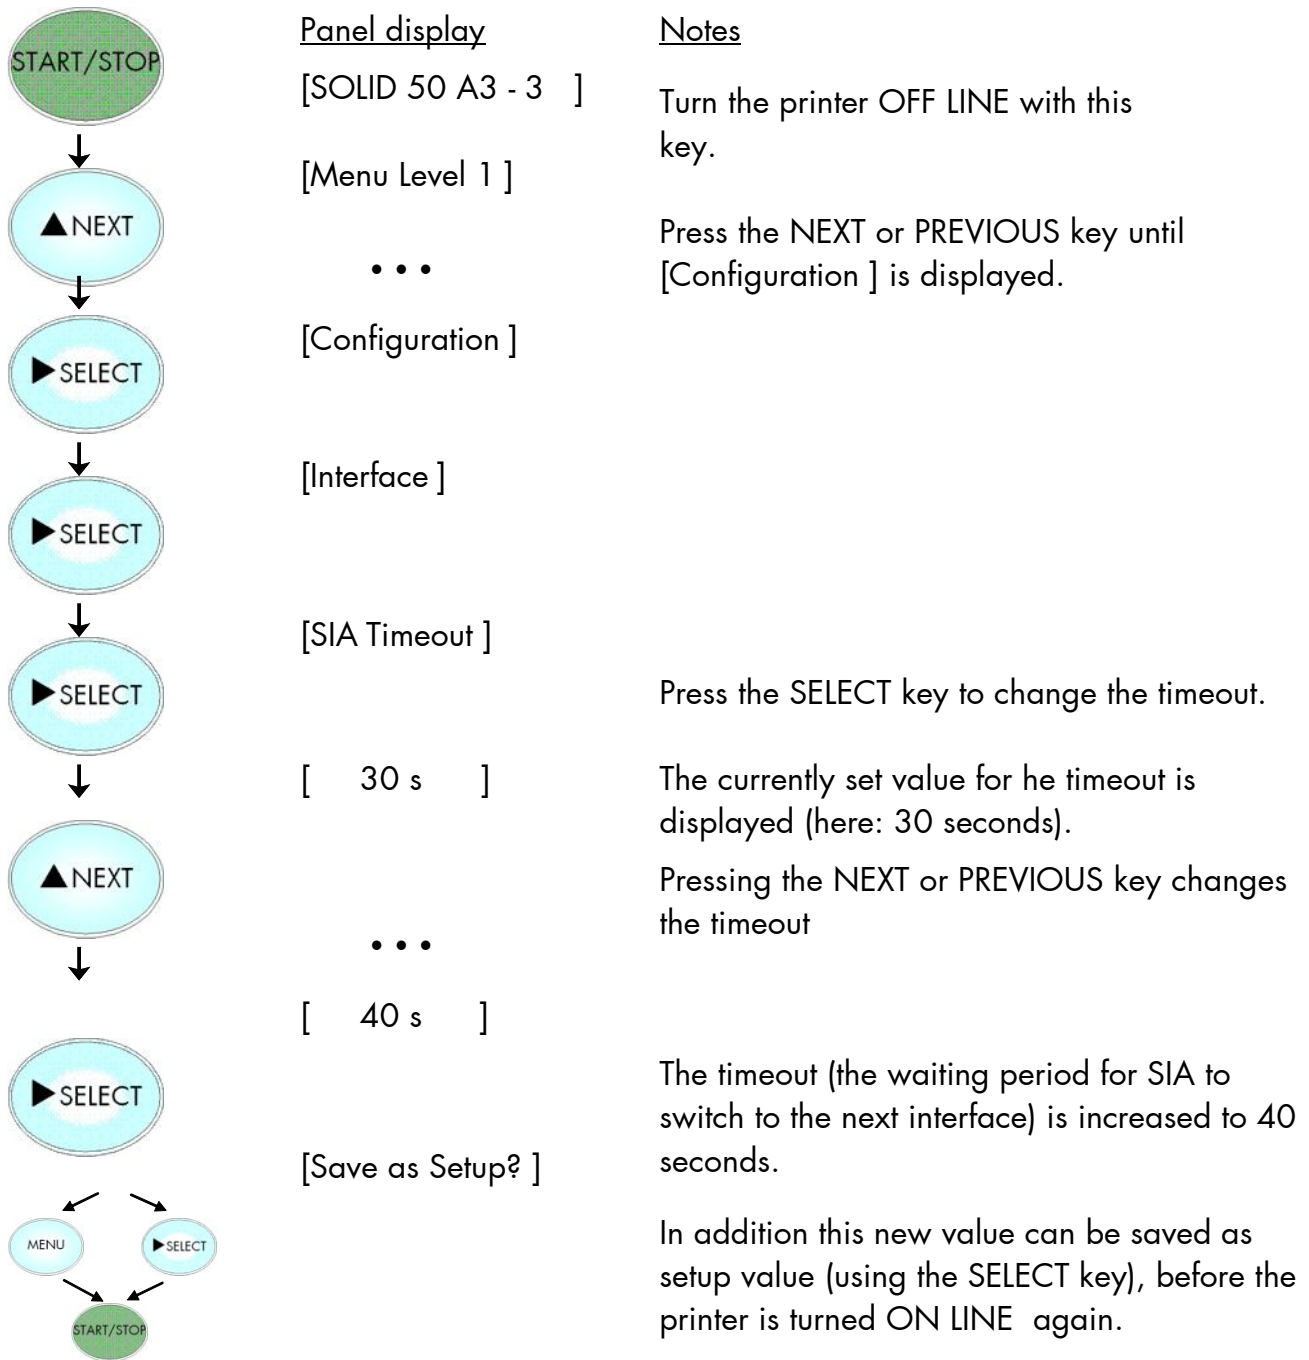 START/STOP
Panel display
Notes
[SOLID 50 A3 - 3 ]
Turn the printer OFF LINE with this
key.
[Menu Level 1 ]
▲NEXT
Press the NEXT or PREVIOUS key until
[Configuration ] is displayed.
• • •
[Configuration ]
▶SELECT
[Interface ]
▶SELECT
[SIA Timeout ]
▶SELECT
Press the SELECT key to change the timeout.
[ 30 s ]
The currently set value for he timeout is
displayed (here: 30 seconds).
▲NEXT
Pressing the NEXT or PREVIOUS key changes
the timeout
• • •
[ 40 s ]
▶SELECT
The timeout (the waiting period for SIA to
switch to the next interface) is increased to 40
seconds.
[Save as Setup? ]
MENU
▶SELECT
In addition this new value can be saved as
setup value (using the SELECT key), before the
printer is turned ON LINE again.
START/STOP